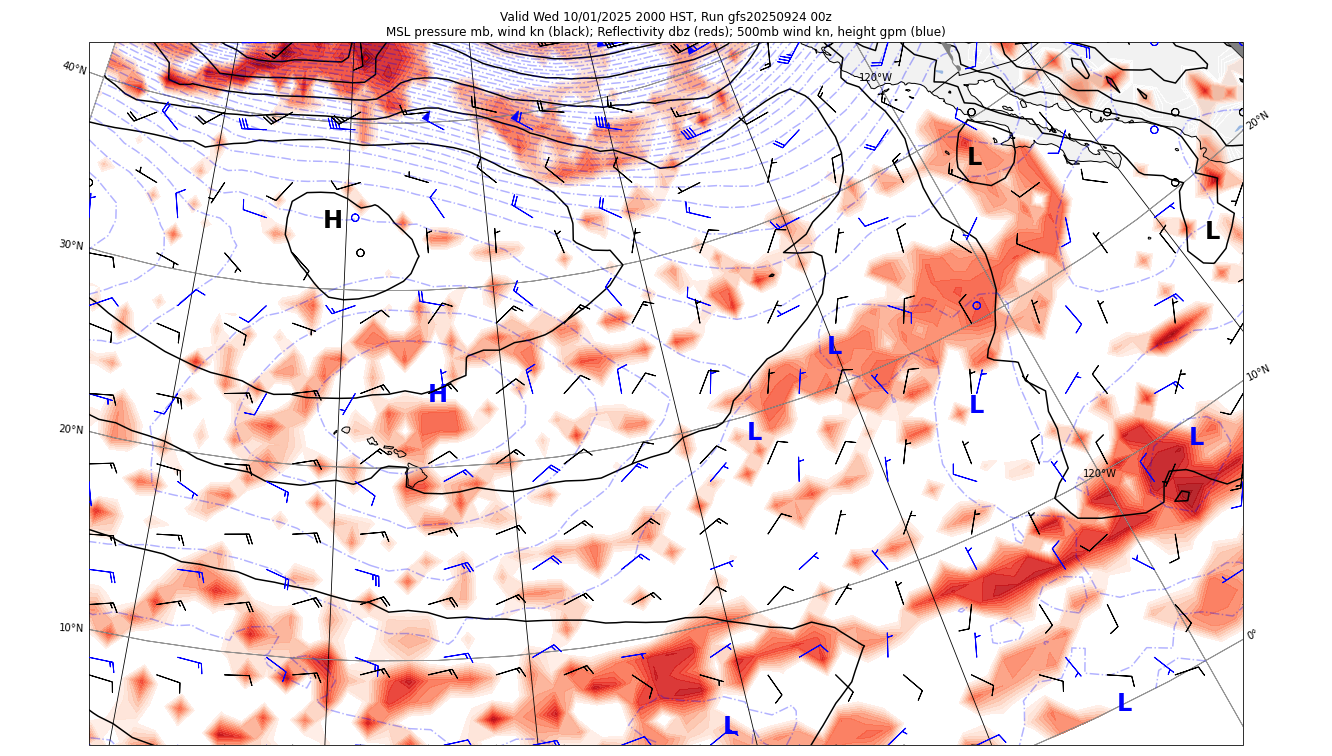 Valid Wed 10/01/2025 2000 HST, Run gfs20250924 00z
MSL pressure mb, wind kn (black); Reflectivity dbz (reds); 500mb wind kn, height gpm (blue)
40°N
120°W
20°N
L
H
L
30°N
L
10°N
H
L
20°N
L
L
120°W
10°N
0°
L
L